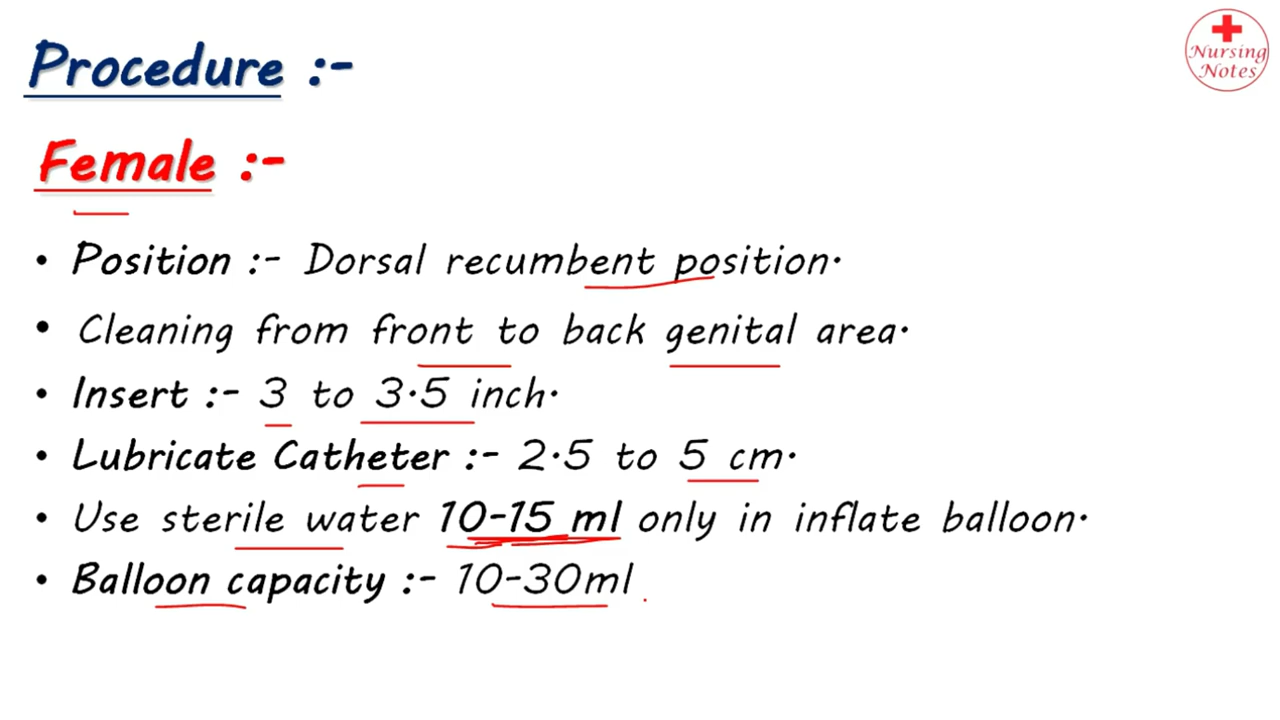 Procedure :-
Nursing
Notes
Female :-
• Position :- Dorsal recumbent position.
• Cleaning from front to back genital area.
• Insert :- 3 to 3.5 inch.
• Lubricate Catheter :- 2.5 to 5 cm.
• Use sterile water 10-15 ml only in inflate balloon.
• Balloon capacity :- 10-30ml